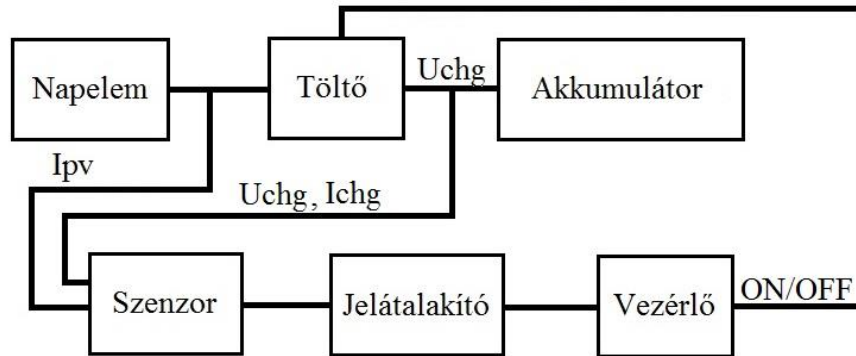 Napelem
Töltő
Uchg
Akkumulátor
Ipv
Uchg, Ichg
Szenzor
Jelátalakító
Vezérlő
ON/OFF